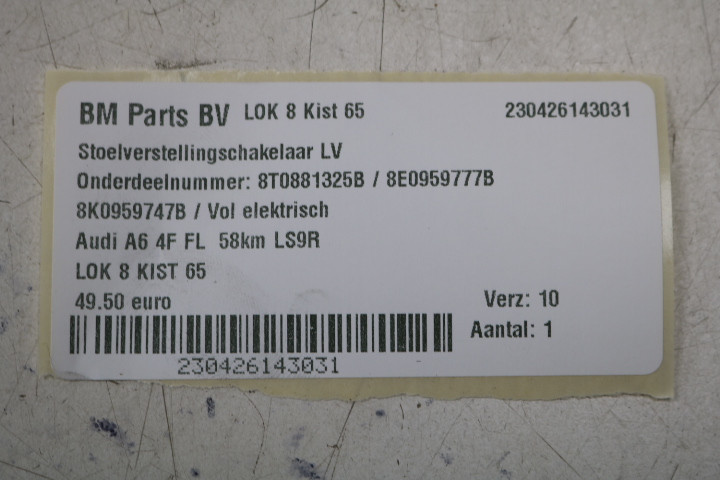 BM Parts BV LOK 8 Kist 65 230426143031
Stoelverstellingschakelaar LV
Onderdeelnummer: 8T0881325B / 8E0959777B
8K0959747B / Vol elektrisch
Audi A6 4F FL 58km LS9R
LOK 8 KIST 65
49.50 euro Verz: 10
Aantal: 1
230426143031